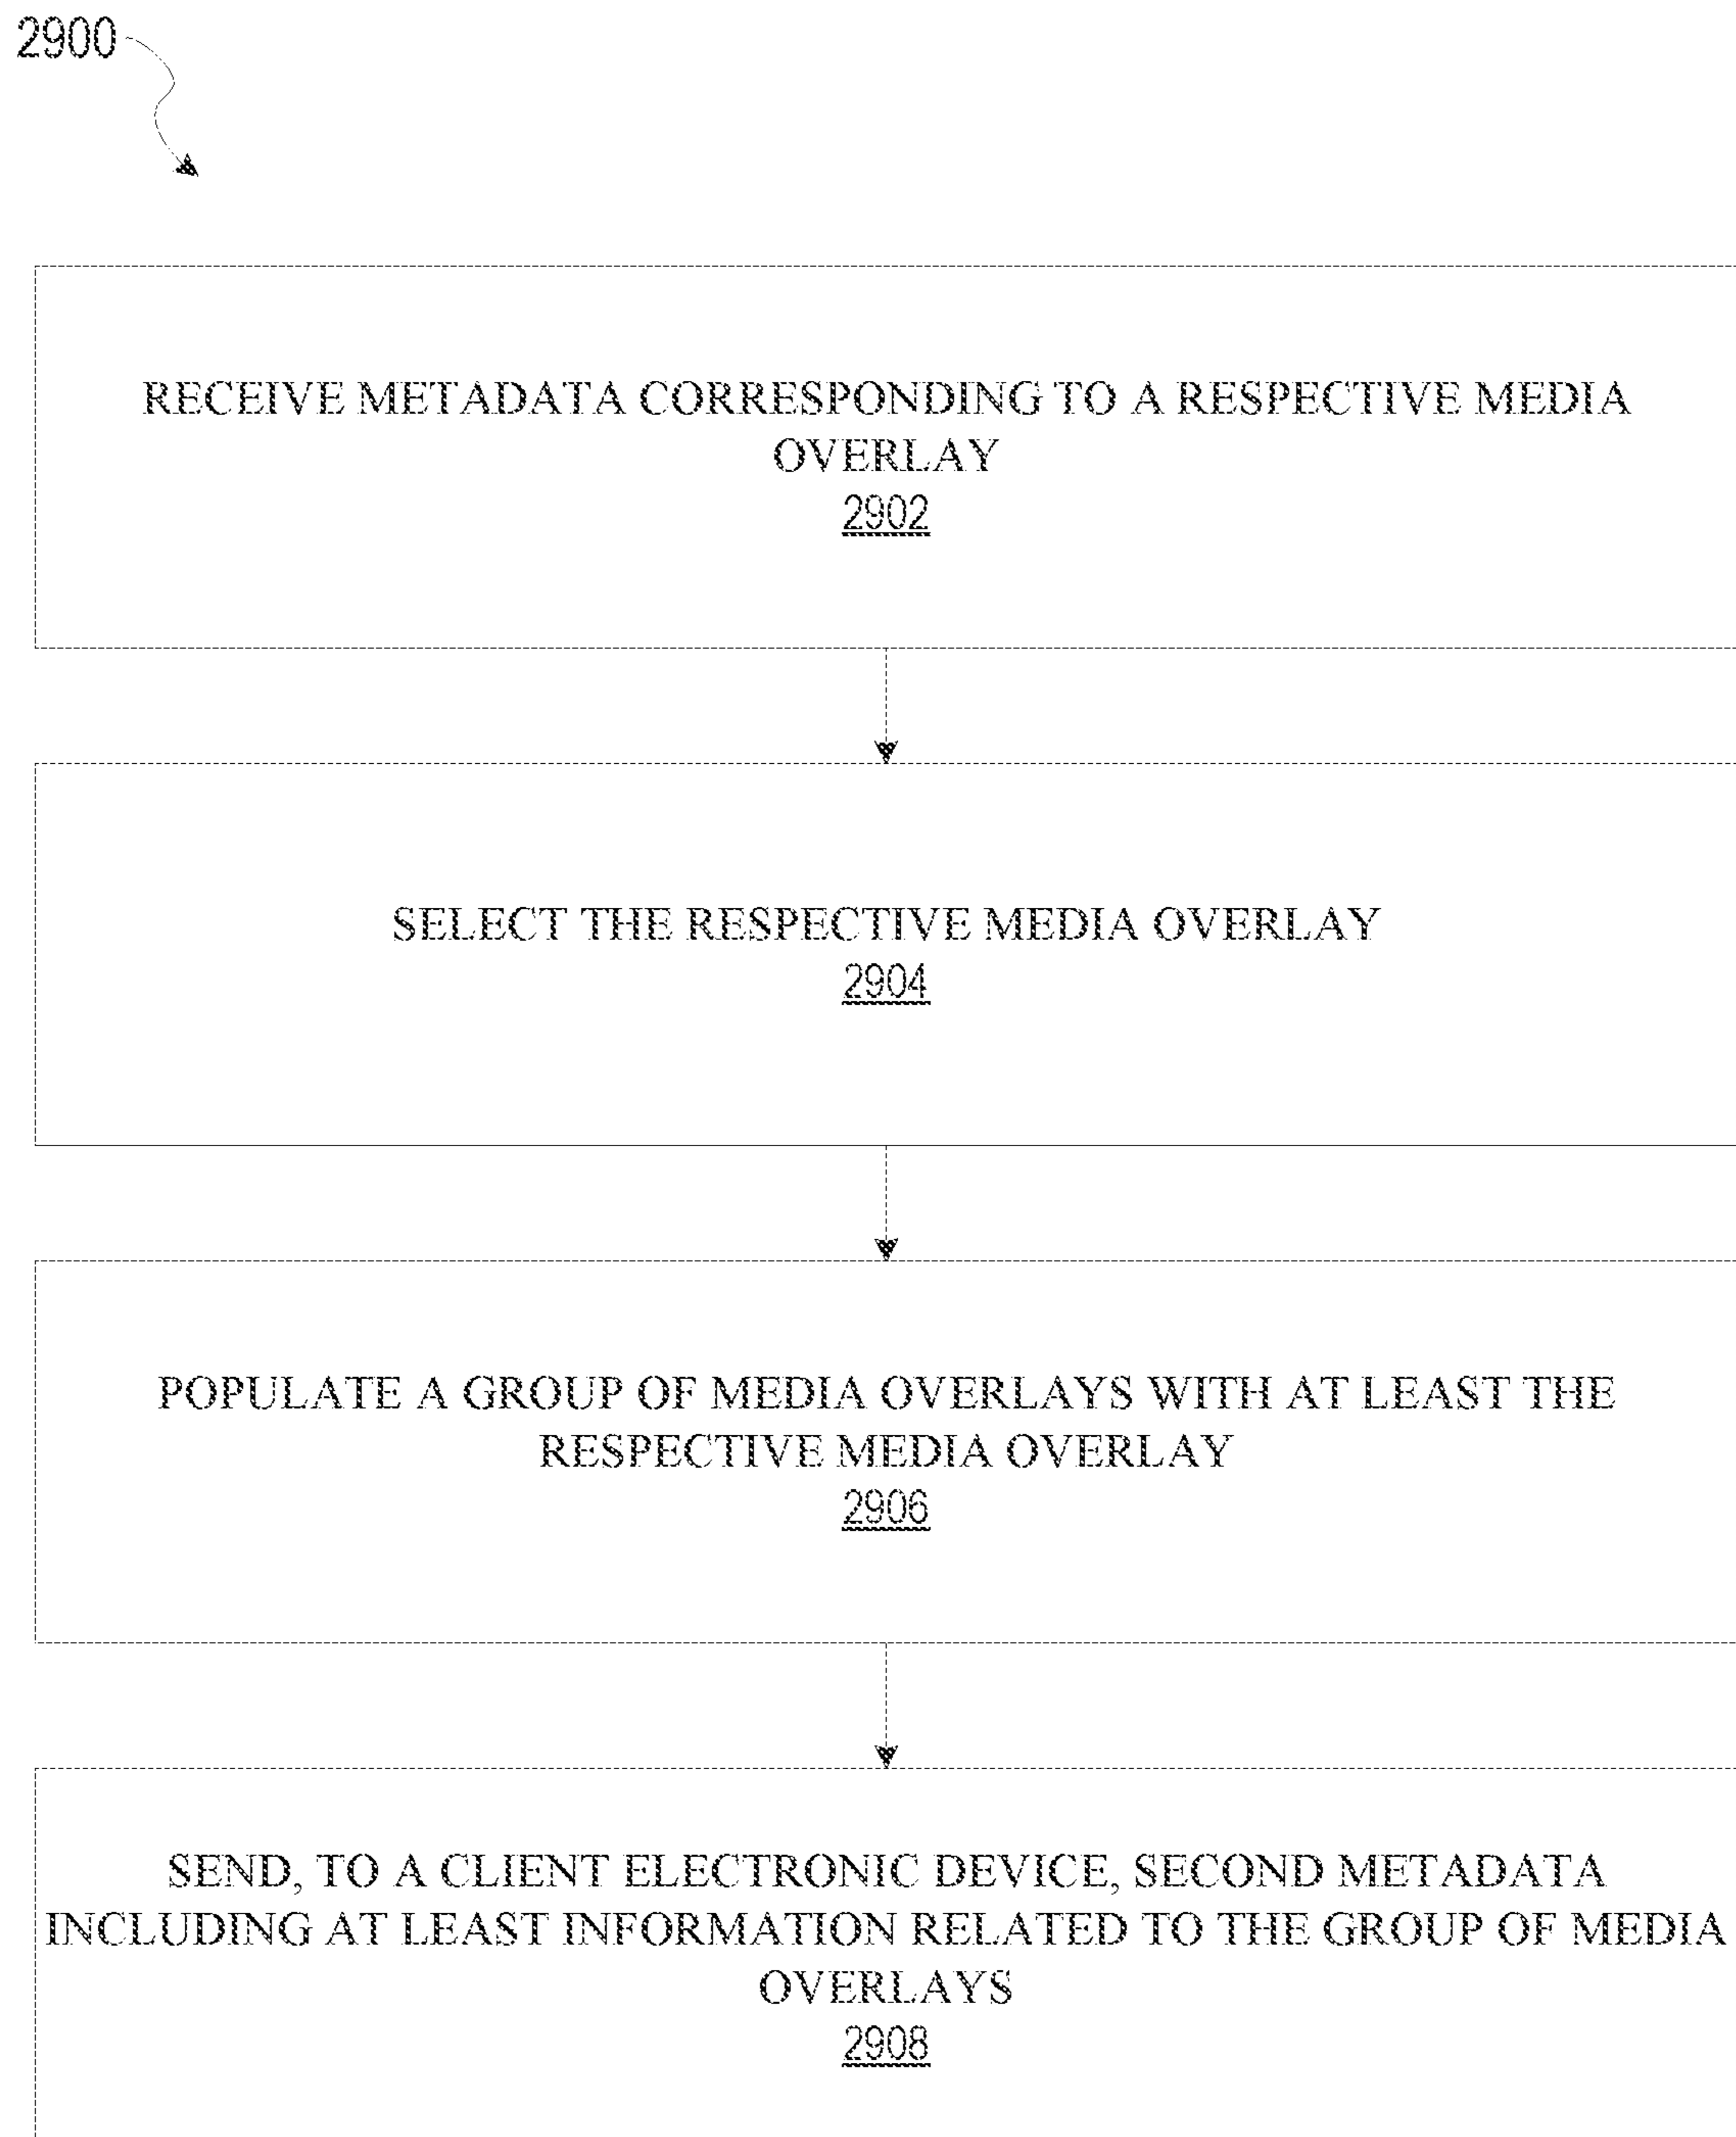 2900
RECEIVE METADATA CORRESPONDING TO A RESPECTIVE MEDIA
OVERLAY
2902
SELECT THE RESPECTIVE MEDIA OVERLAY
2904
POPULATE A GROUP OF MEDIA OVERLAYS WITH AT LEAST THE
RESPECTIVE MEDIA OVERLAY
2906
SEND, TO A CLIENT ELECTRONIC DEVICE, SECOND METADATA
INCLUDING AT LEAST INFORMATION RELATED TO THE GROUP OF MEDIA
OVERLAYS
2908